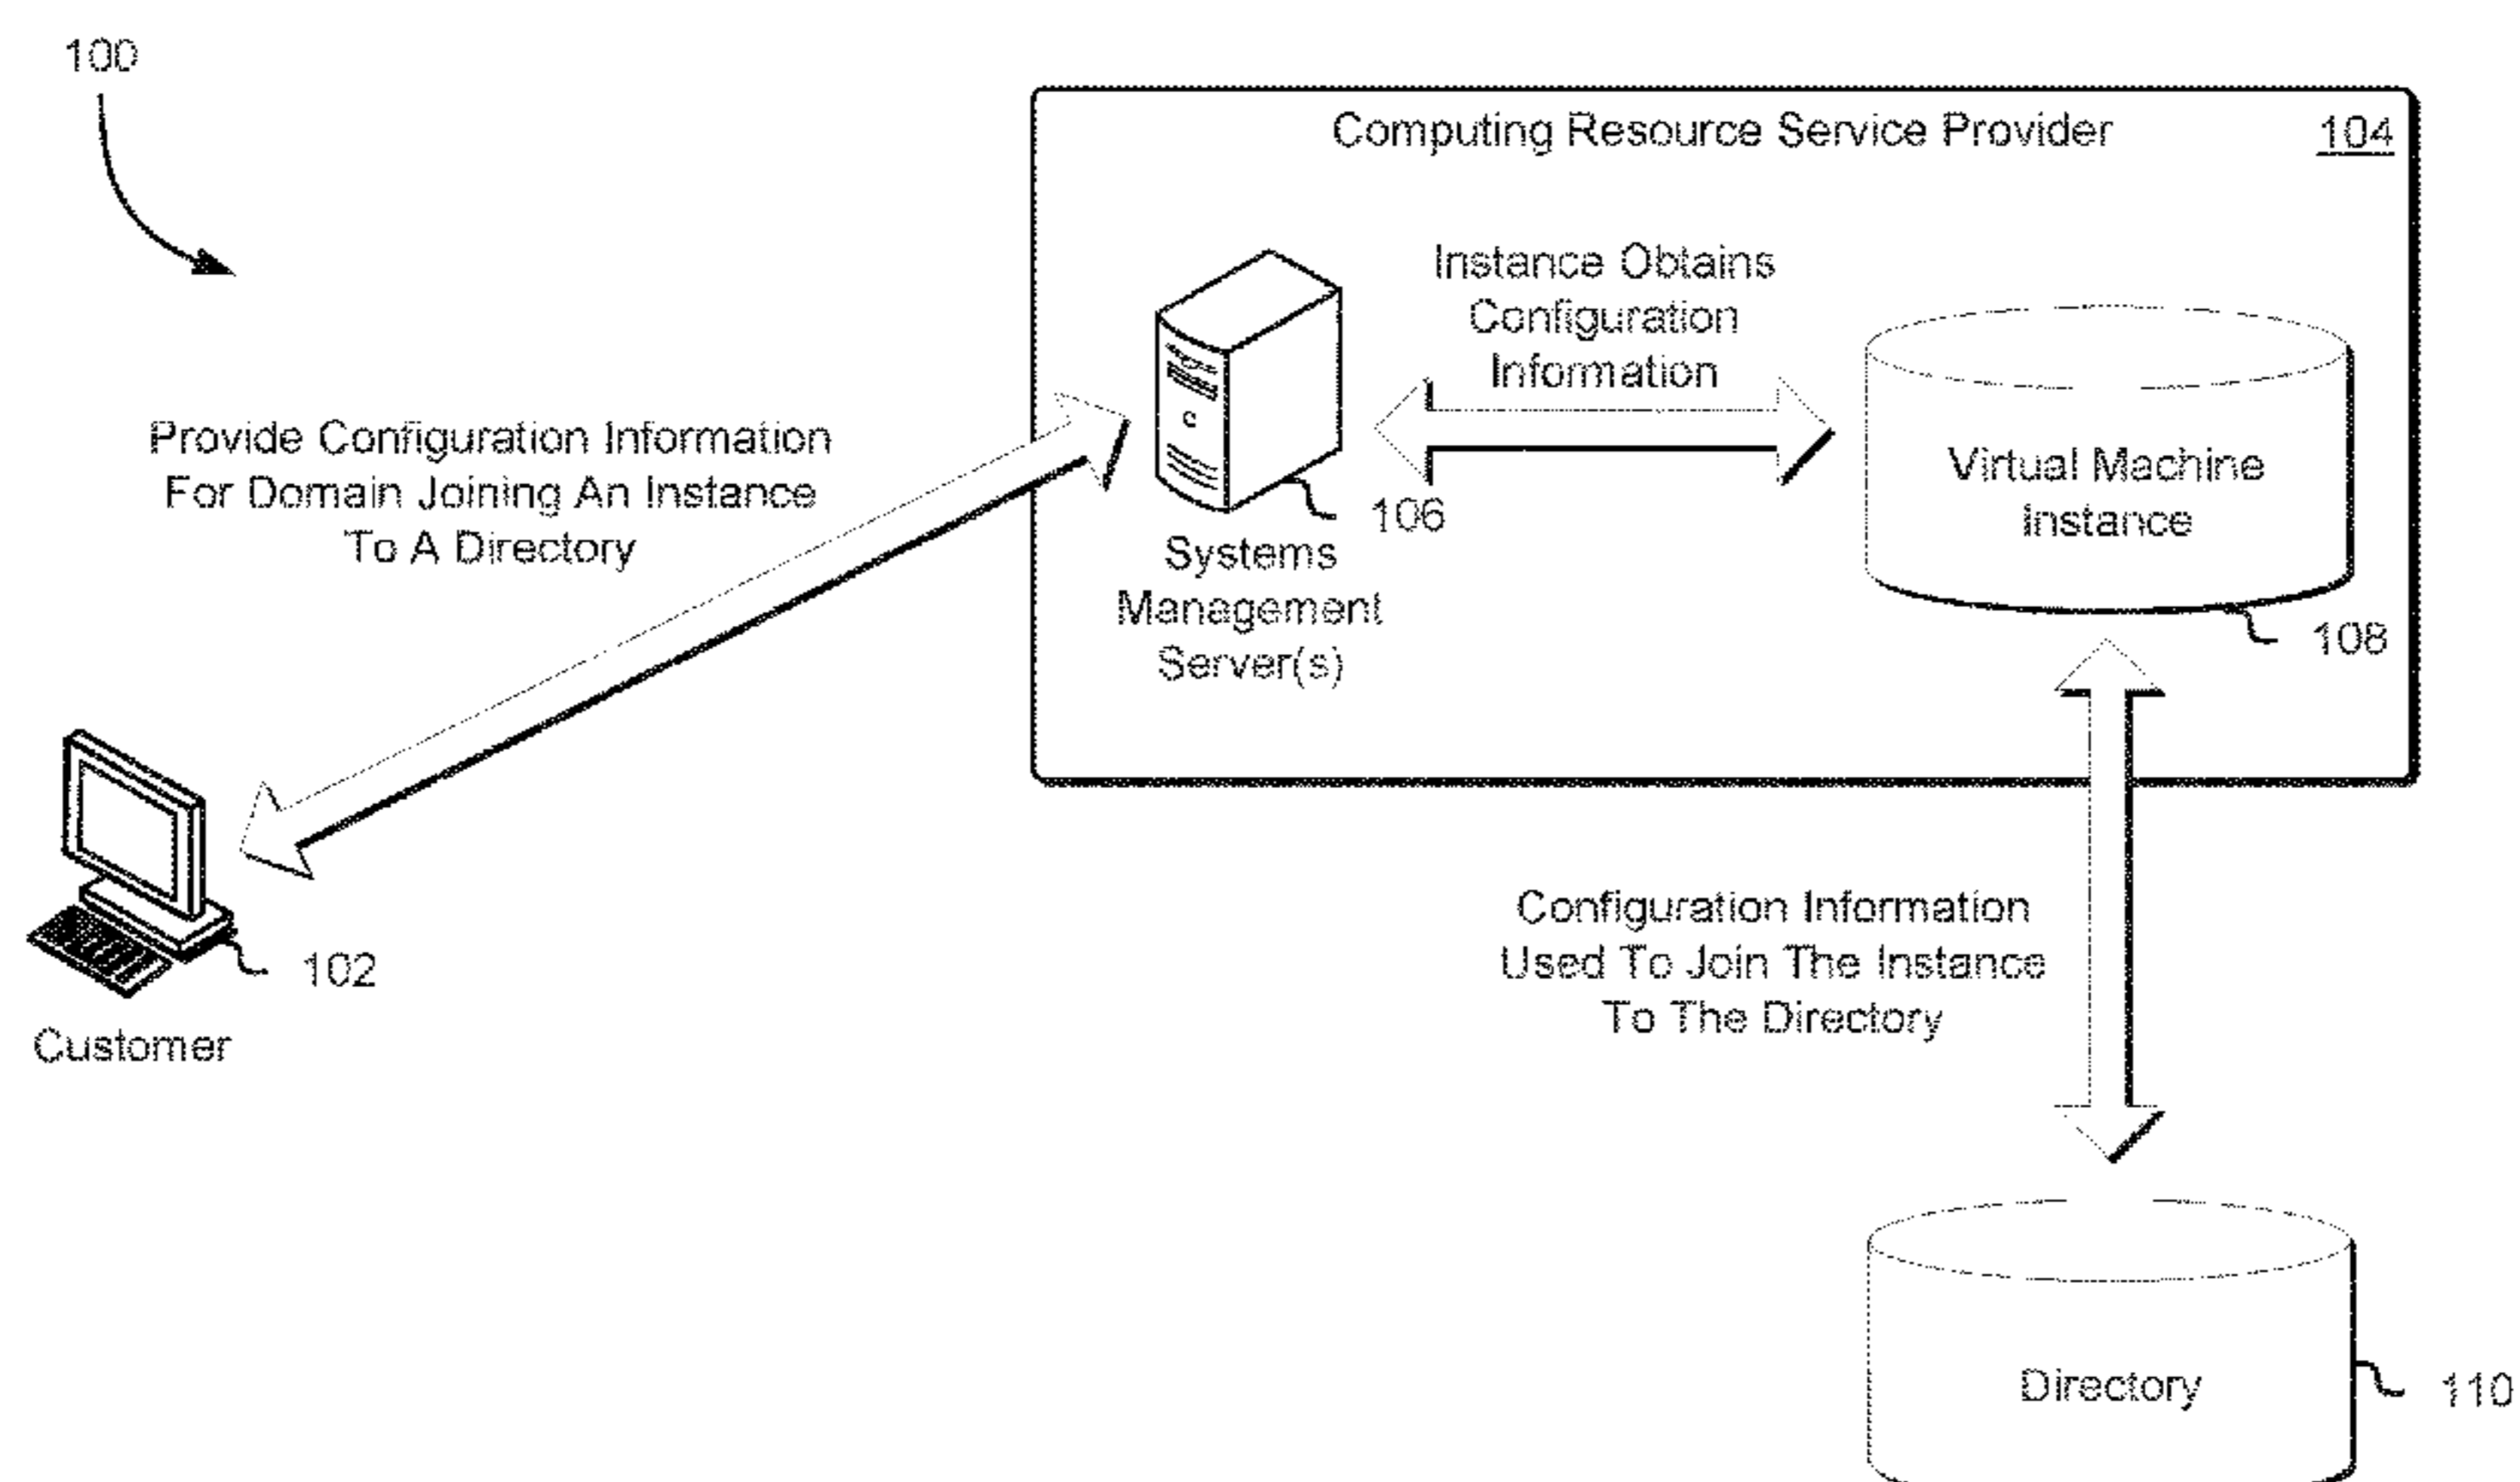 100
Computing Resource Service Provider 104
Instance Obtains
Configuration
Information
Provide Configuration Information
For Domain Joining An Instance
To A Directory
106
Systems
Management
Server(s)
Virtual Machine
Instance
108
102
Customer
Configuration Information
Used To Join The Instance
To The Directory
Directory
110